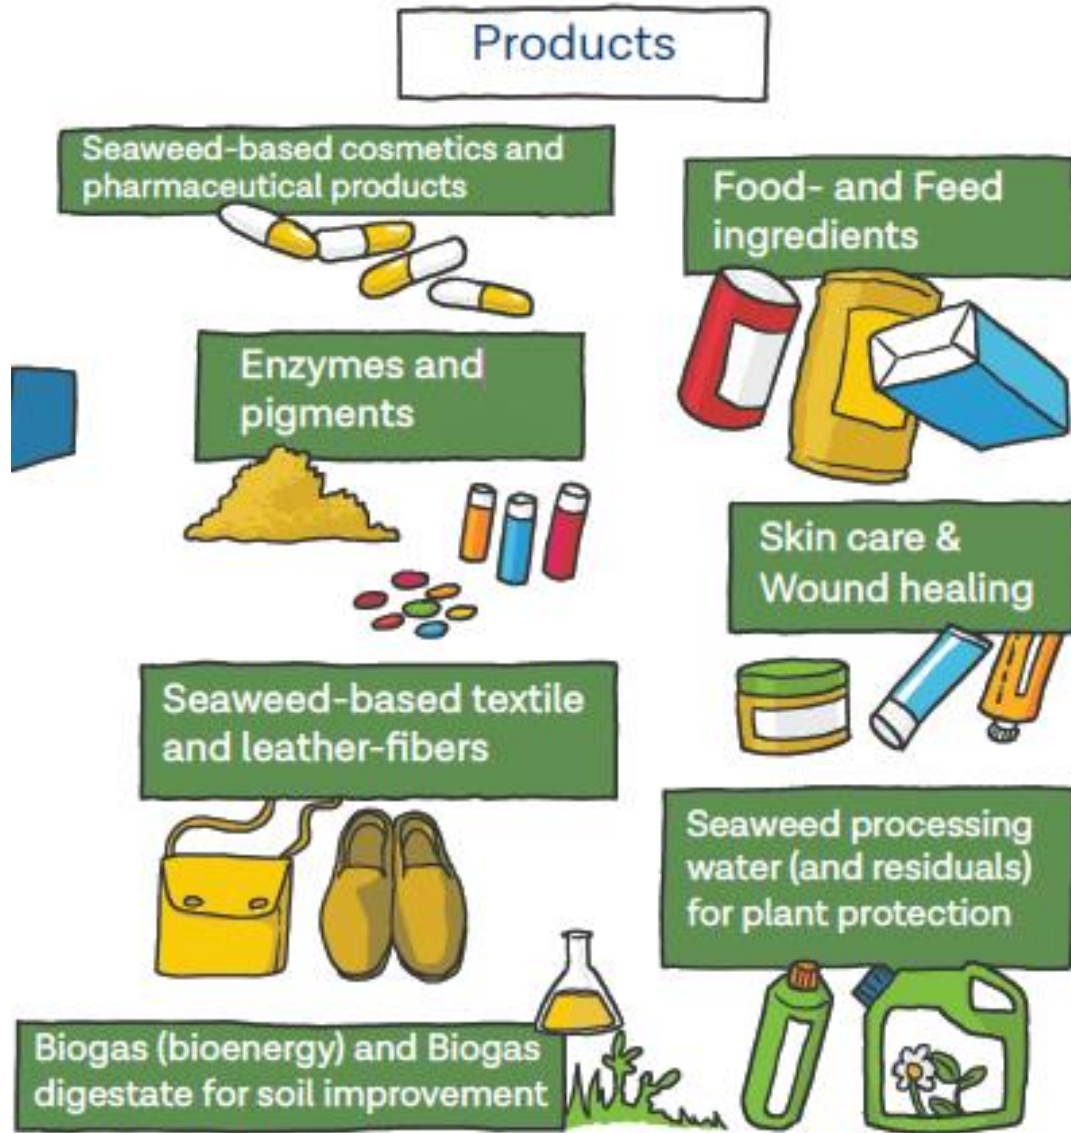 Products
Seaweed-based cosmetics and
pharmaceutical products
Food- and Feed
ingredients
Enzymes and
pigments
Skin care &
Wound healing
Seaweed-based textile
and leather-fibers
Seaweed processing
water (and residuals)
for plant protection
Biogas (bioenergy) and Biogas
digestate for soil improvement